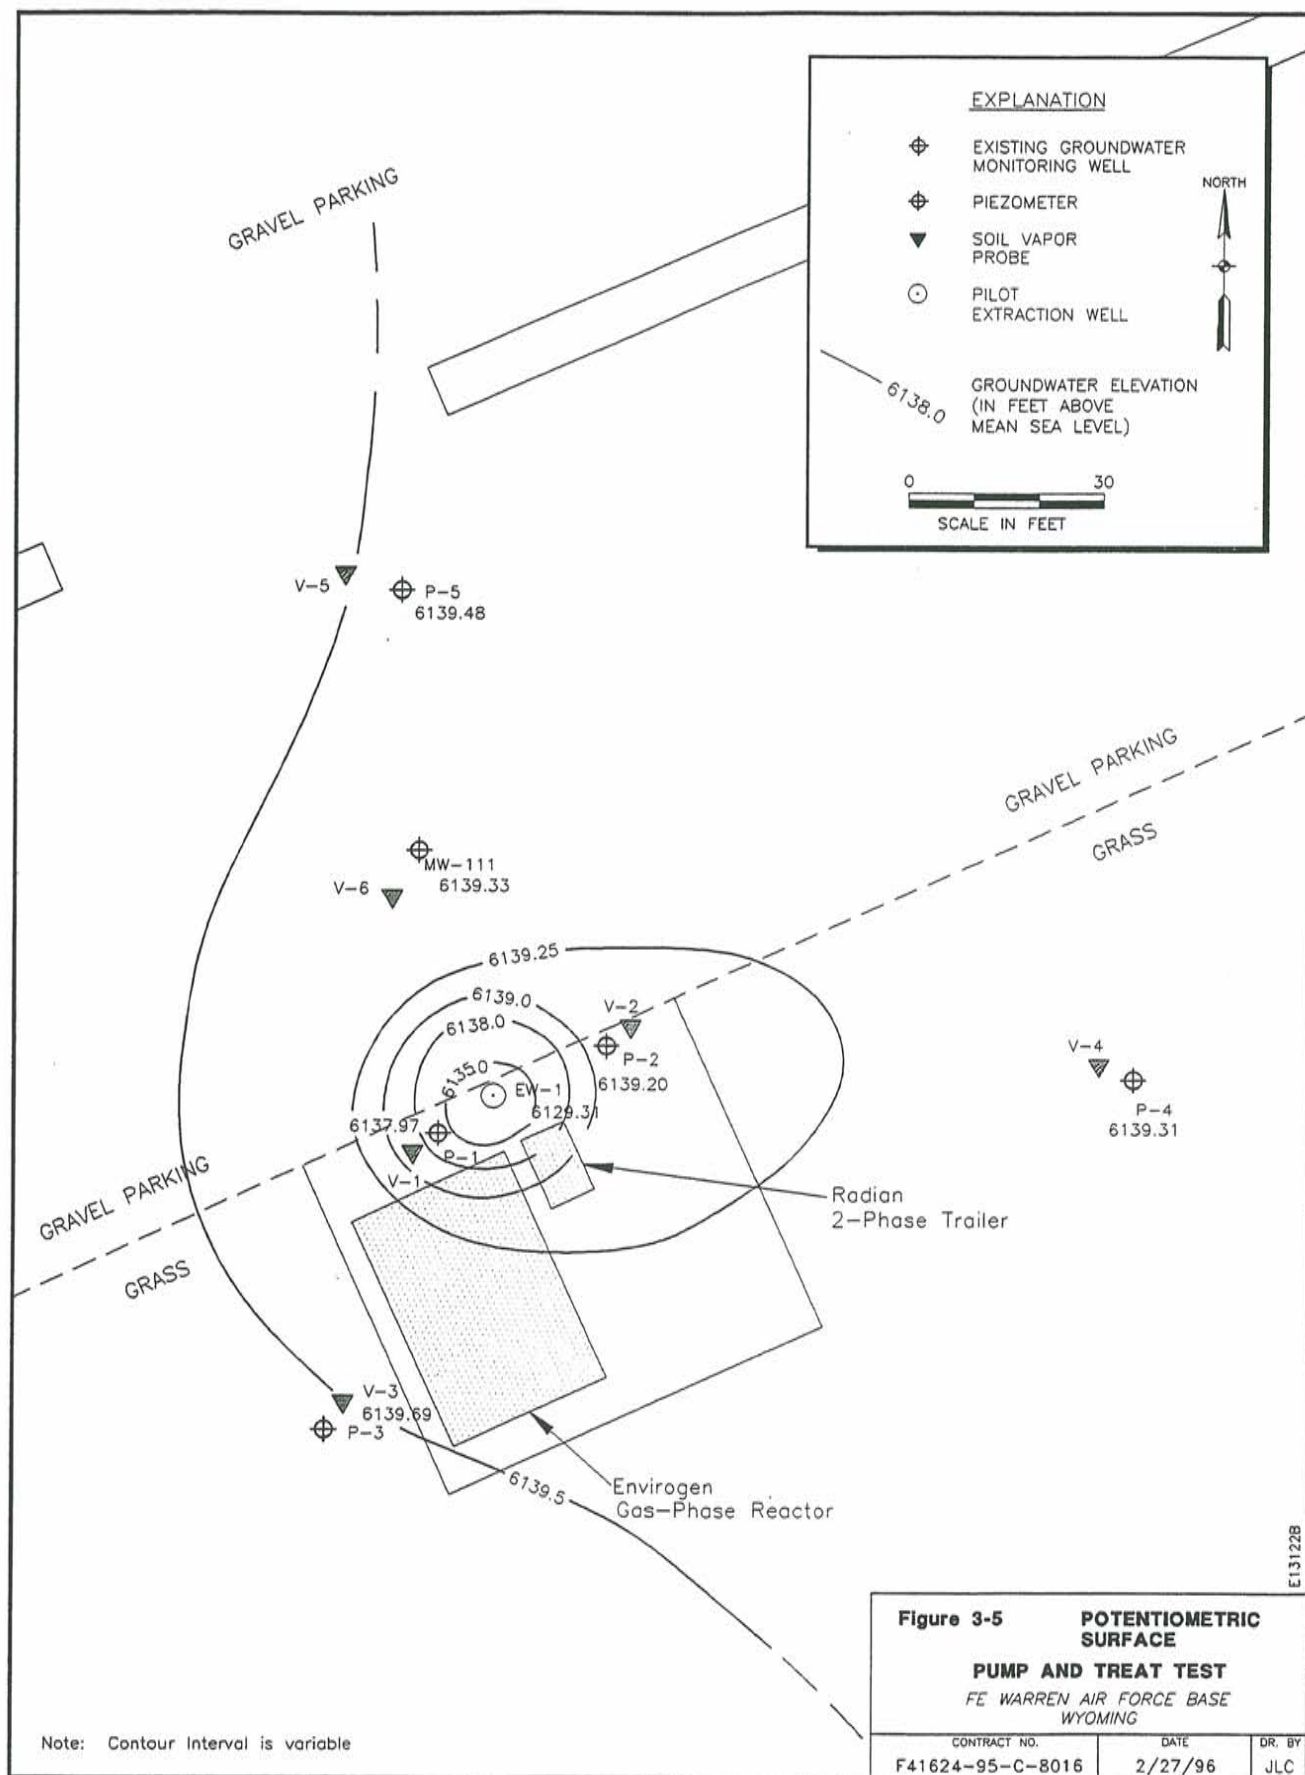 EXPLANATION
EXISTING GROUNDWATER
MONITORING WELL
PIEZOMETER
SOIL VAPOR
PROBE
PILOT
EXTRACTION WELL
NORTH
6138.0
GROUNDWATER ELEVATION
(IN FEET ABOVE
MEAN SEA LEVEL)
0 30
SCALE IN FEET
GRAVEL PARKING
V-5
P-5
6139.48
GRAVEL PARKING
GRASS
MW-111
6139.33
V-6
6139.25
6139.0
6138.0
6135.0
V-2
P-2
6139.20
EW-1
6129.31
V-4
P-4
6139.31
6137.97
P-1
V-1
GRAVEL PARKING
GRASS
Radian
2-Phase Trailer
V-3
6139.69
P-3
6139.5
Envirogen
Gas-Phase Reactor
E13122B
Figure 3-5 POTENTIOMETRIC
SURFACE
PUMP AND TREAT TEST
FE WARREN AIR FORCE BASE
WYOMING
CONTRACT NO. DATE DR. BY
F41624-95-C-8016 2/27/96 JLC
Note: Contour Interval is variable